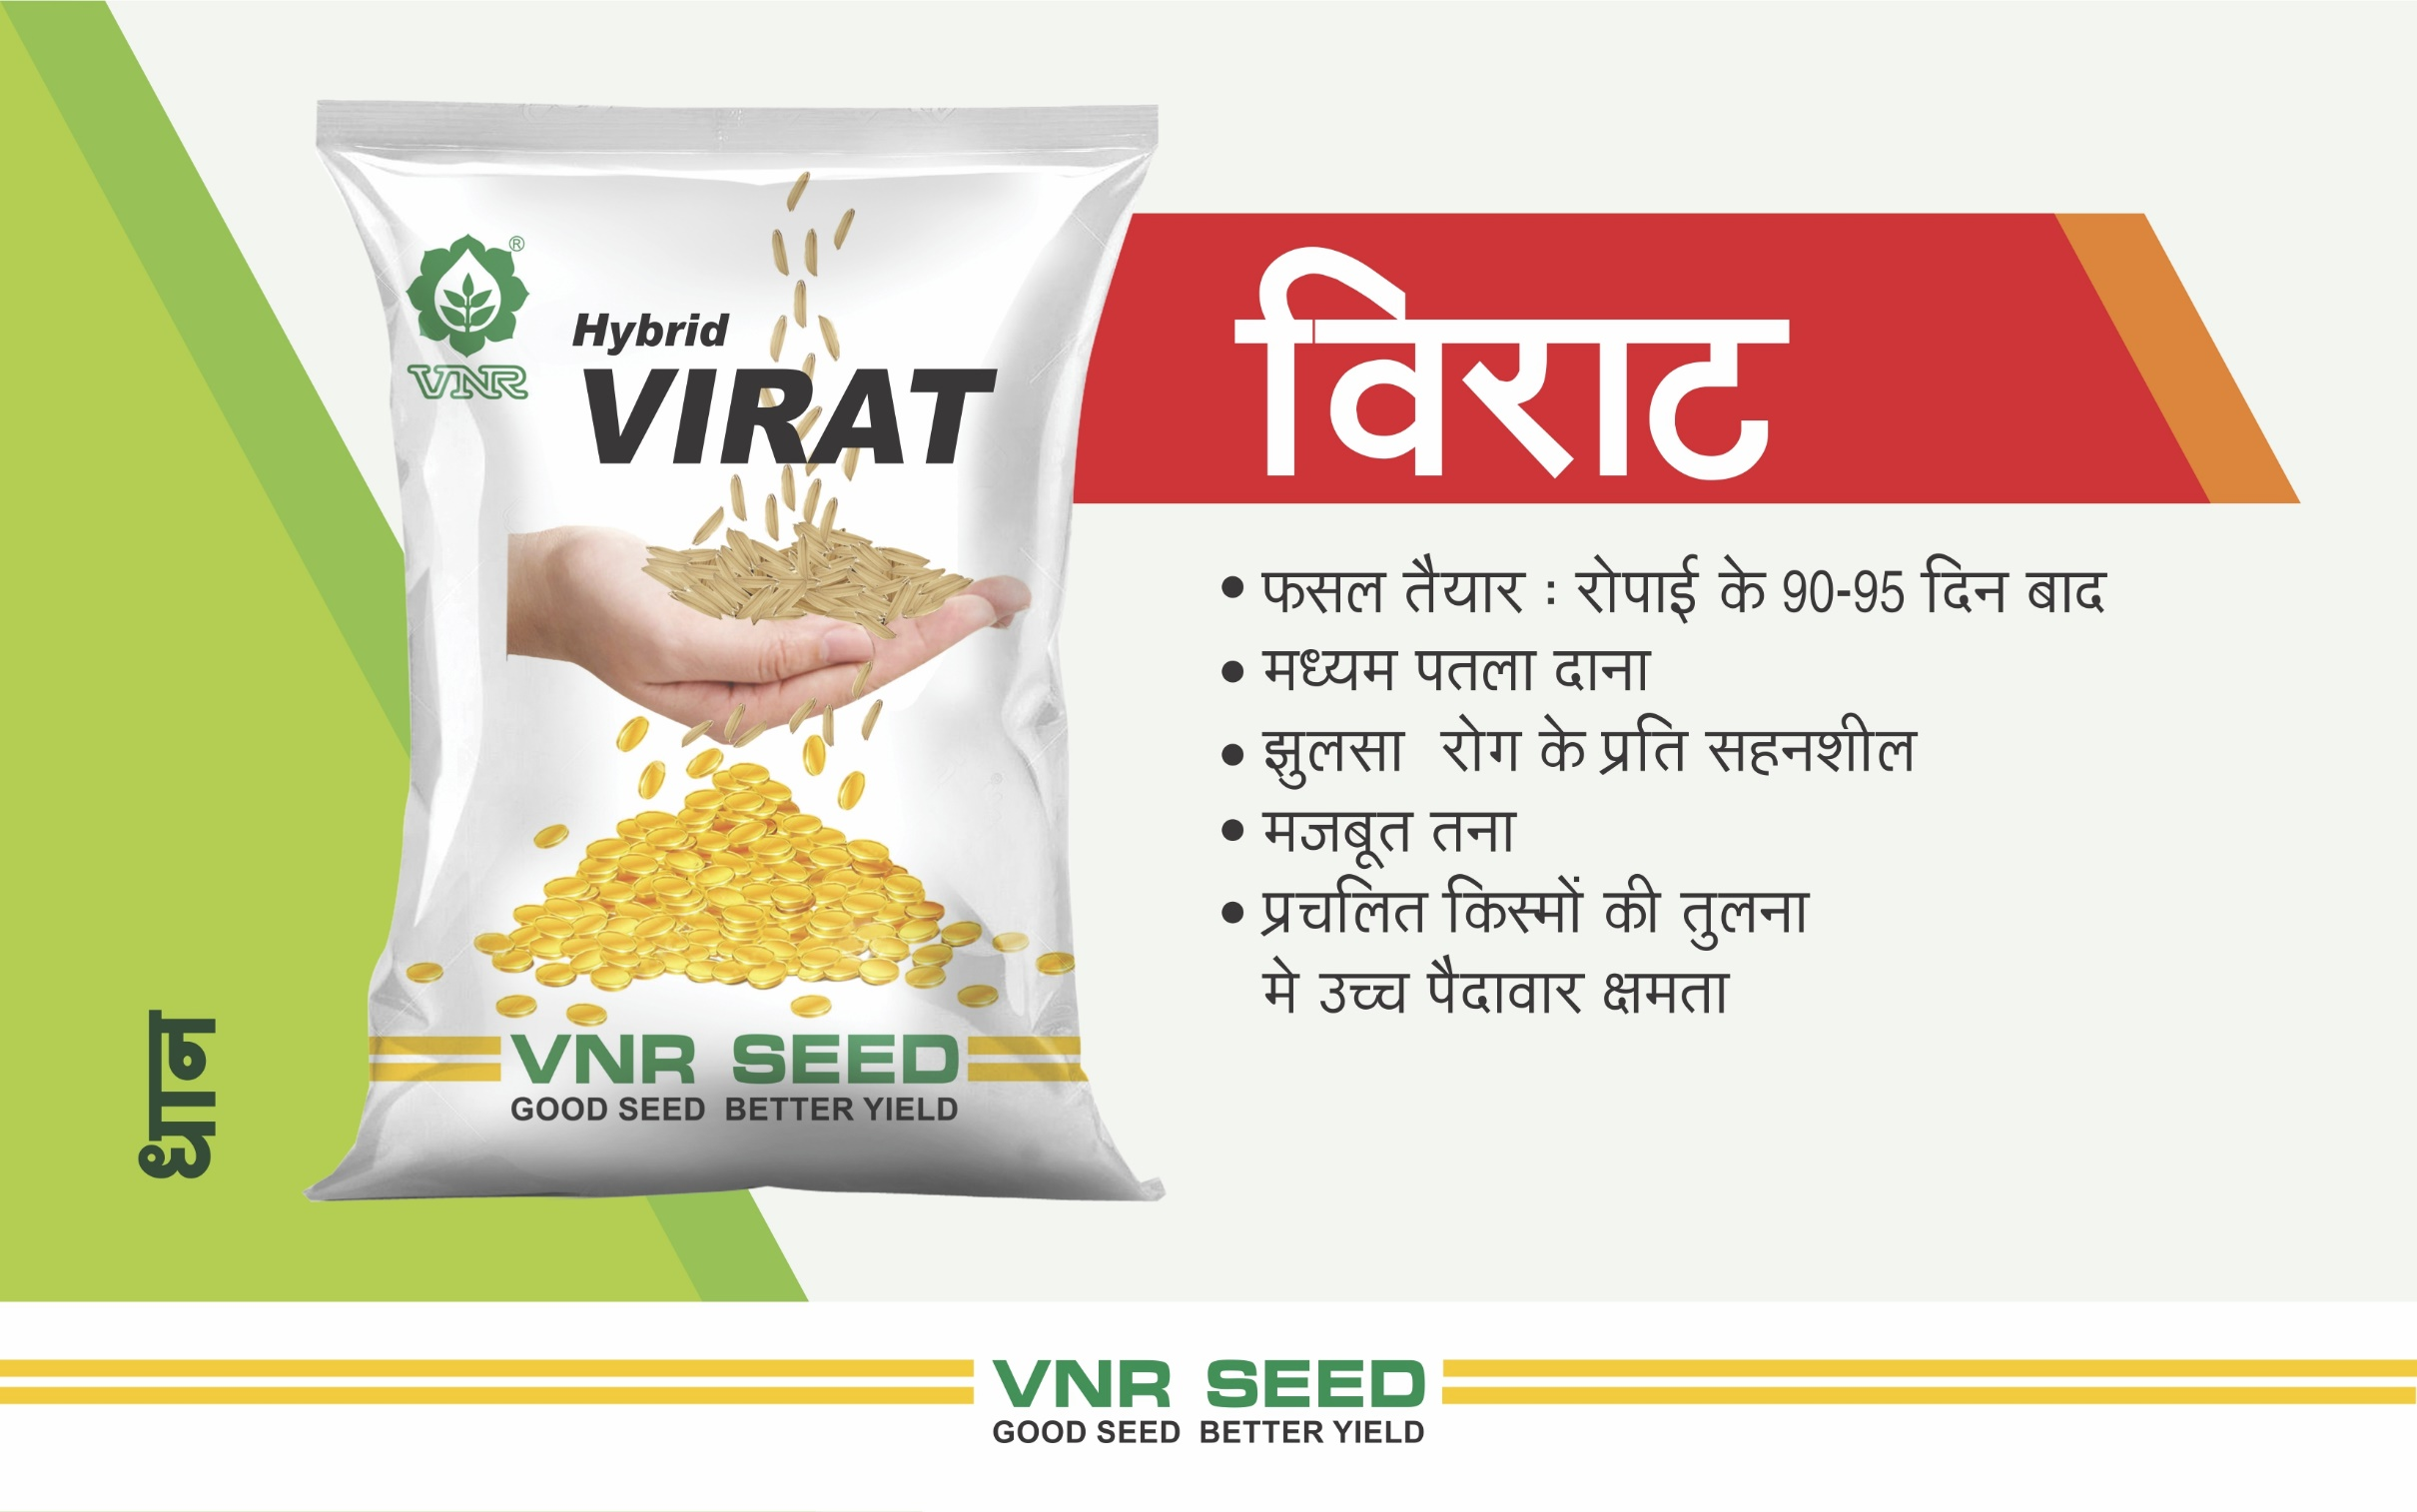 ®
VNR
Hybrid
VIRAT
VNR SEED
GOOD SEED BETTER YIELD
धान
विराट
• फसल तैयार : रोपाई के 90-95 दिन बाद
• मध्यम पतला दाना
• झुलसा रोग के प्रति सहनशील
• मजबूत तना
• प्रचलित किस्मों की तुलना
मे उच्च पैदावार क्षमता
VNR SEED
GOOD SEED BETTER YIELD